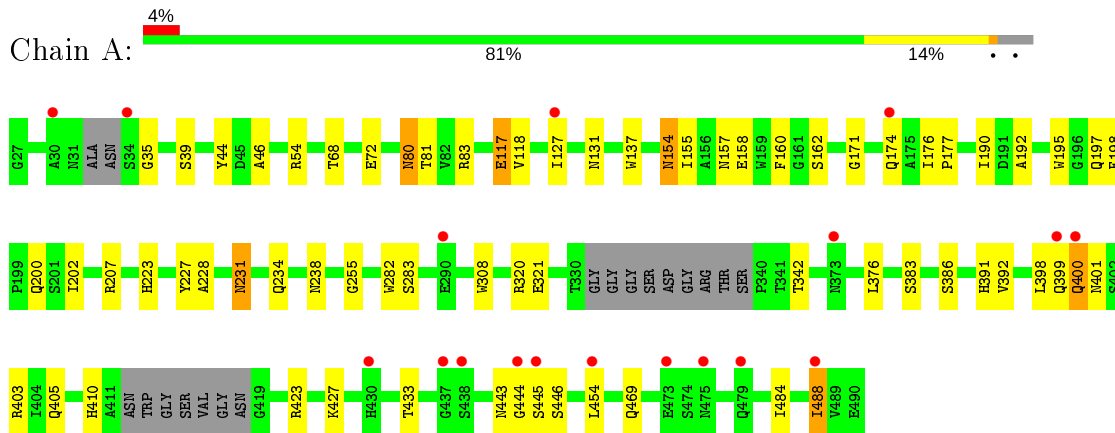 4%
Chain A:
81%
14%
G27 A30 N31 ALA ASN S34 G35 S39 Y44 D45 A46 R54 T68 E72 N80 T81 V82 R83 E117 V118 I127 N131 W137 N154 I155 A156 N157 E158 W159 F160 G161 S162 G171 Q174 A175 I176 P177 I190 D191 A192 W195 G196 Q197
P199 Q200 S201 I202 R207 H223 Y227 A228 N231 Q234 N238 G255 W282 S283 E290 W308 R320 E321 T330 GLY GLY GLY SER ASP GLY ARG THR SER P340 T341 T342 N373 L376 S383 S386 H391 V392 L398 Q399 Q400 N401
R403 I404 Q405 H410 A411 ASN TRP GLY SER VAL GLY ASN G419 R423 K427 H430 T433 G437 S438 N443 G444 S445 S446 L454 Q469 E473 S474 N475 Q479 I484 I488 V489 E490